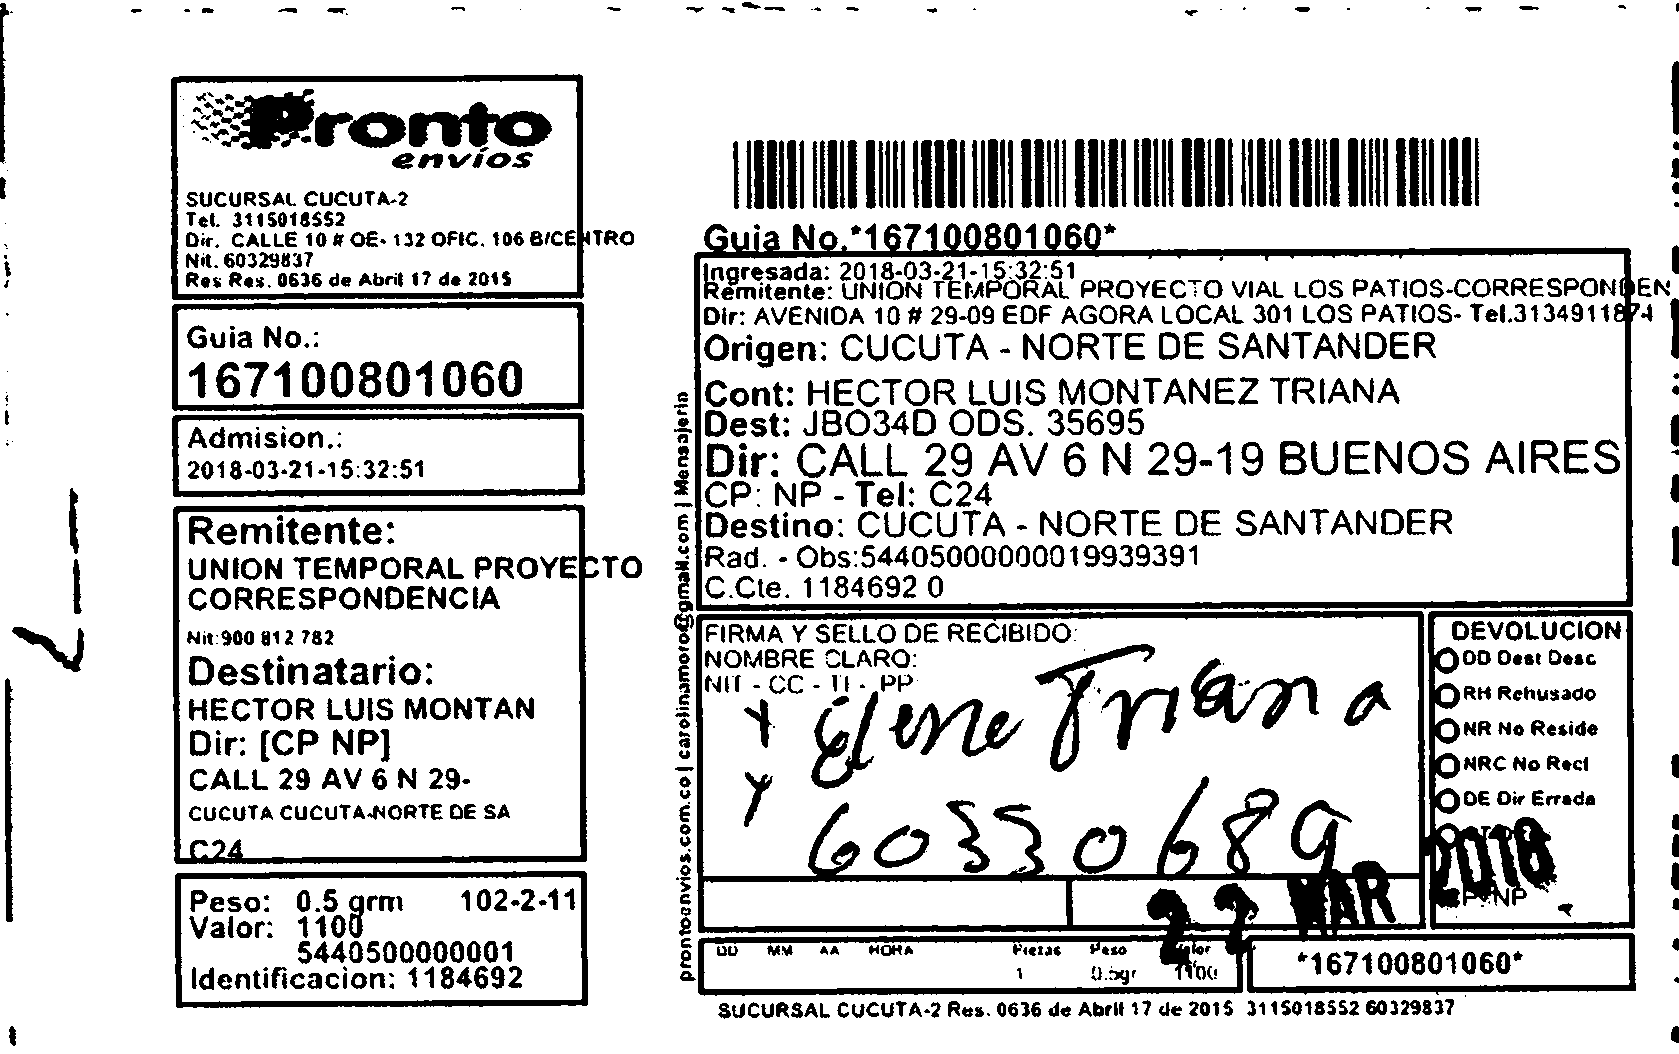 Pronto
envíos
SUCURSAL CUCUTA-2
Tel. 3115018552
Dir. CALLE 10 # OE- 132 OFIC. 106 B/CENTRO
Nit. 60329837
Res Res. 0636 de Abril 17 de 2015
Guia No.:
167100801060
Admision.:
2018-03-21-15:32:51
Remitente:
UNION TEMPORAL PROYECTO
CORRESPONDENCIA
Nit:900 812 782
Destinatario:
HECTOR LUIS MONTAN
Dir: [CP NP]
CALL 29 AV 6 N 29-
CUCUTA CUCUTA-NORTE DE SA
C24
Peso: 0.5 grm 102-2-11
Valor: 1100
5440500000001
Identificacion: 1184692
prontoenvios.com.co | carolinamoro@gmail.com | Mensajerin
Guia No.*167100801060*
Ingresada: 2018-03-21-15:32:51
Remitente: UNION TEMPORAL PROYECTO VIAL LOS PATIOS-CORRESPONDEN
Dir: AVENIDA 10 # 29-09 EDF AGORA LOCAL 301 LOS PATIOS- Tel.3134911874
Origen: CUCUTA - NORTE DE SANTANDER
Cont: HECTOR LUIS MONTANEZ TRIANA
Dest: JBO34D ODS. 35695
Dir: CALL 29 AV 6 N 29-19 BUENOS AIRES
CP: NP - Tel: C24
Destino: CUCUTA - NORTE DE SANTANDER
Rad. - Obs:54405000000019939391
C.Cte. 1184692 0
FIRMA Y SELLO DE RECIBIDO:
NOMBRE CLARO:
NIT - CC - TI - PP
Triana
60330689
22 MAR 2018
DEVOLUCION
DD Dest Desc
RH Rehusado
NR No Reside
NRC No Recl
DE Dir Errada
NP
DD MM AA HORA Piezas Peso Valor
1 0.5gr 1100
*167100801060*
SUCURSAL CUCUTA-2 Res. 0636 de Abril 17 de 2015 3115018552 60329837